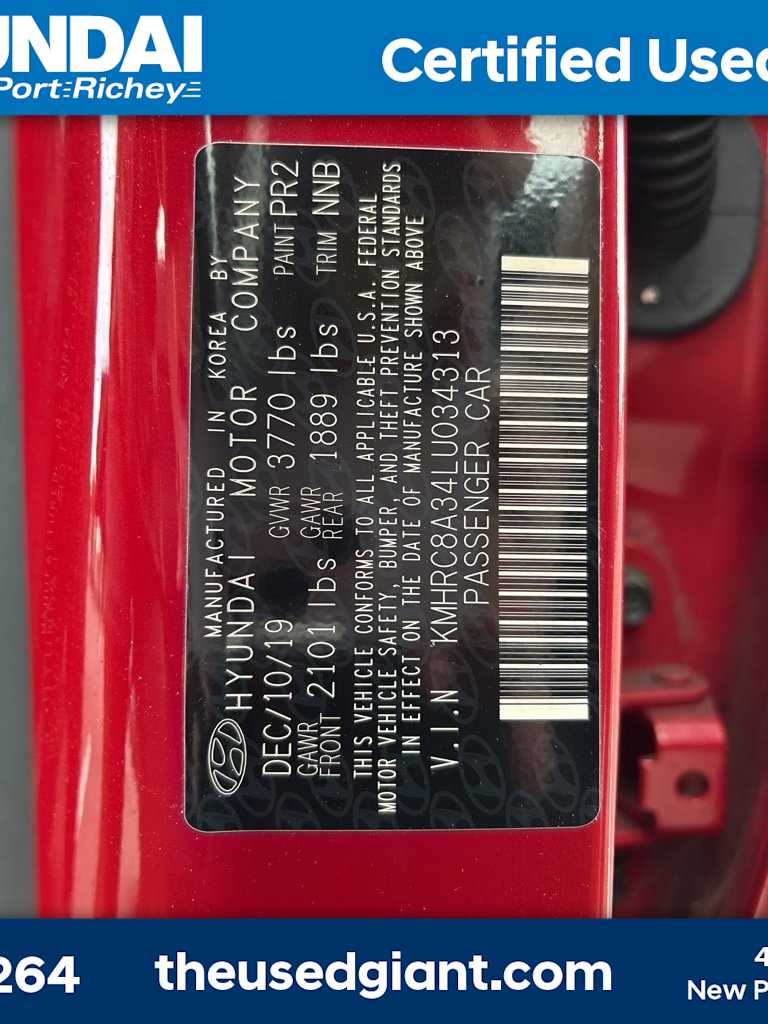 UNDAI
Port Richey
Certified Used
MANUFACTURED IN KOREA BY
HYUNDAI MOTOR COMPANY
DEC/10/19 GVWR 3770 lbs PAINT PR2
GAWR FRONT 2101 lbs GAWR REAR 1889 lbs TRIM NNB
THIS VEHICLE CONFORMS TO ALL APPLICABLE U.S.A. FEDERAL
MOTOR VEHICLE SAFETY, BUMPER, AND THEFT PREVENTION STANDARDS
IN EFFECT ON THE DATE OF MANUFACTURE SHOWN ABOVE
V.I.N KMHRC8A34LU034313
PASSENGER CAR
264
theusedgiant.com
4
New P